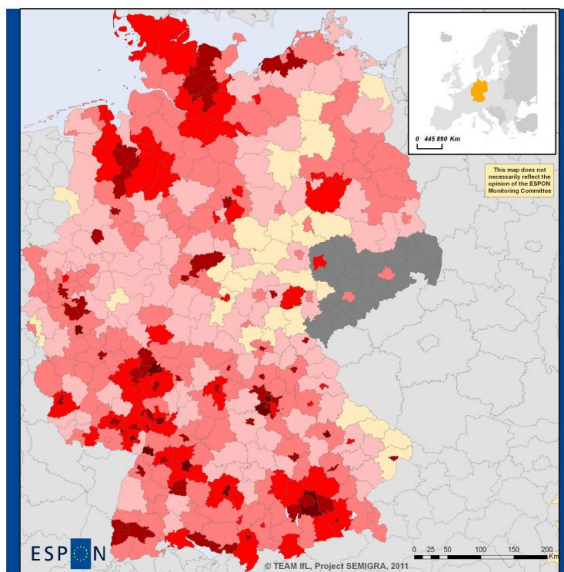 0 445 890 Km
This map does not
necessarily reflect the
opinion of the ESPON
Monitoring Committee
ESPON
© TEAM IfL, Project SEMIGRA, 2011
0 25 50 100 150 200
Km